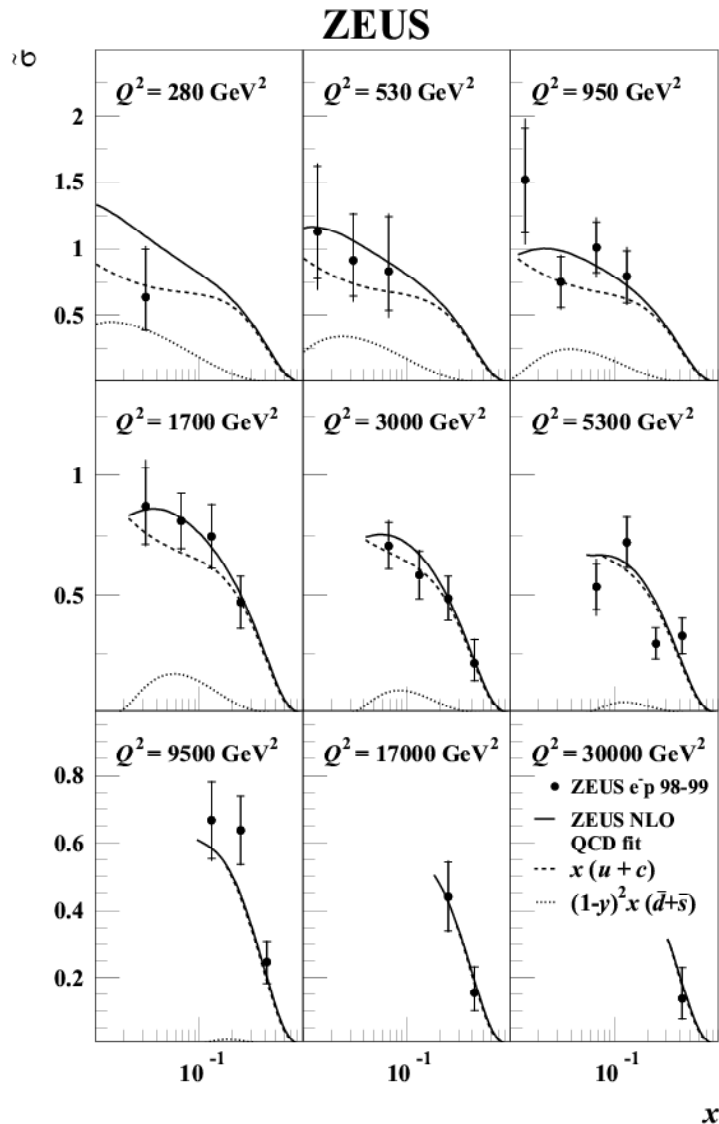 ZEUS
σ̃
Q² = 280 GeV²
Q² = 530 GeV²
Q² = 950 GeV²
2
1.5
1
0.5
Q² = 1700 GeV²
Q² = 3000 GeV²
Q² = 5300 GeV²
1
0.5
Q² = 9500 GeV²
Q² = 17000 GeV²
Q² = 30000 GeV²
0.8
0.6
0.4
0.2
ZEUS e⁻p 98-99
ZEUS NLO
QCD fit
x (u + c)
(1-y)²x (d̄+s̄)
10⁻¹
10⁻¹
10⁻¹
x